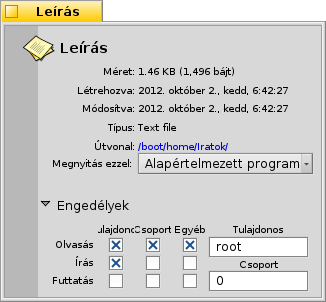 Leírás
Leírás
Méret: 1.46 KB (1,496 bájt)
Létrehozva: 2012. október 2., kedd, 6:42:27
Módosítva: 2012. október 2., kedd, 6:42:27
Típus: Text file
Útvonal: /boot/home/Iratok/
Megnyitás ezzel: Alapértelmezett program
Engedélyek
ulajdono Csoport Egyéb Tulajdonos
Olvasás root
Írás Csoport
Futtatás 0